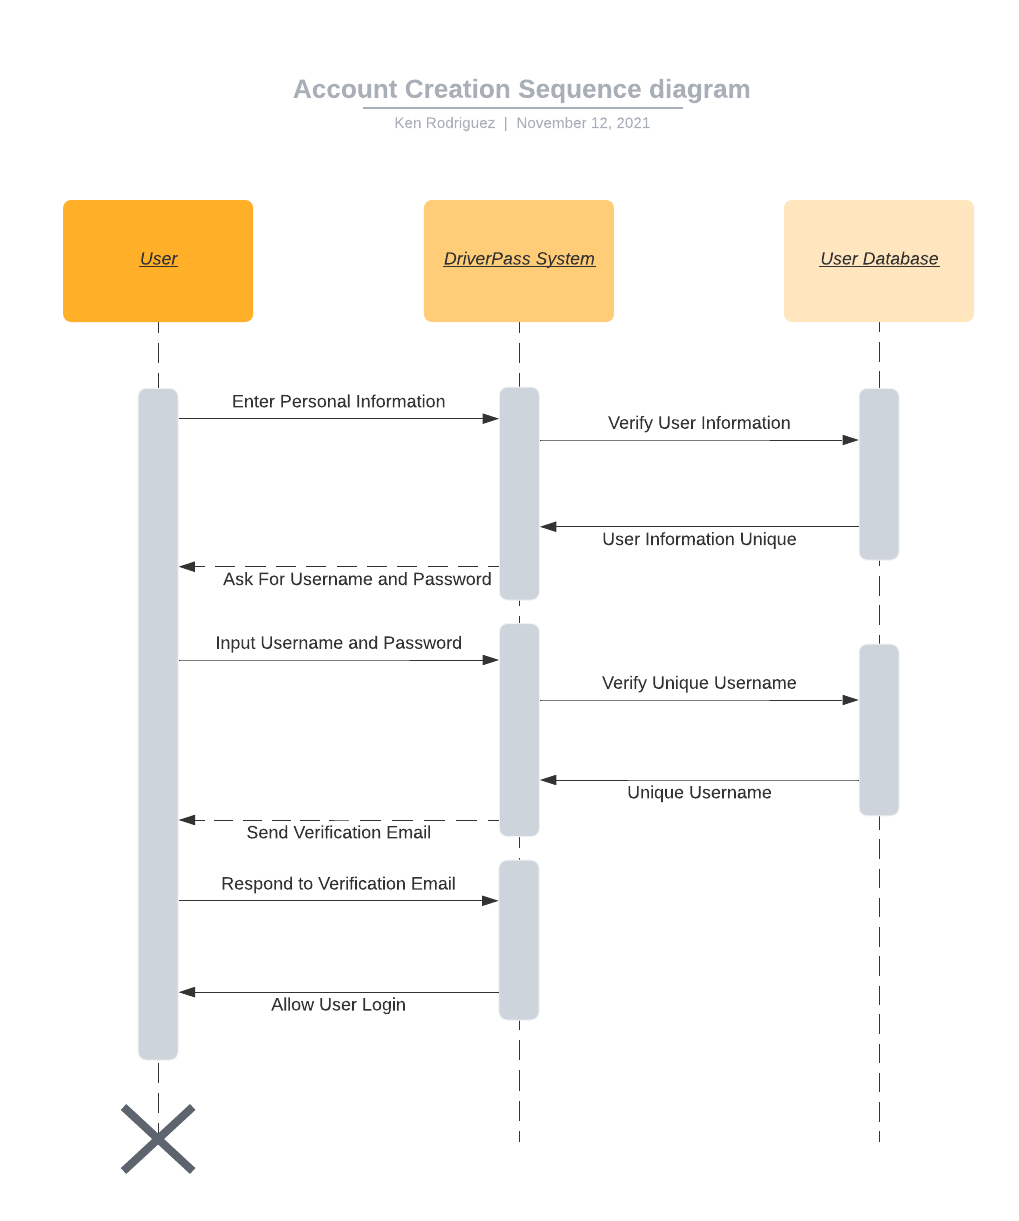 Account Creation Sequence diagram
Ken Rodriguez | November 12, 2021
User
DriverPass System
User Database
Enter Personal Information
Verify User Information
User Information Unique
Ask For Username and Password
Input Username and Password
Verify Unique Username
Unique Username
Send Verification Email
Respond to Verification Email
Allow User Login